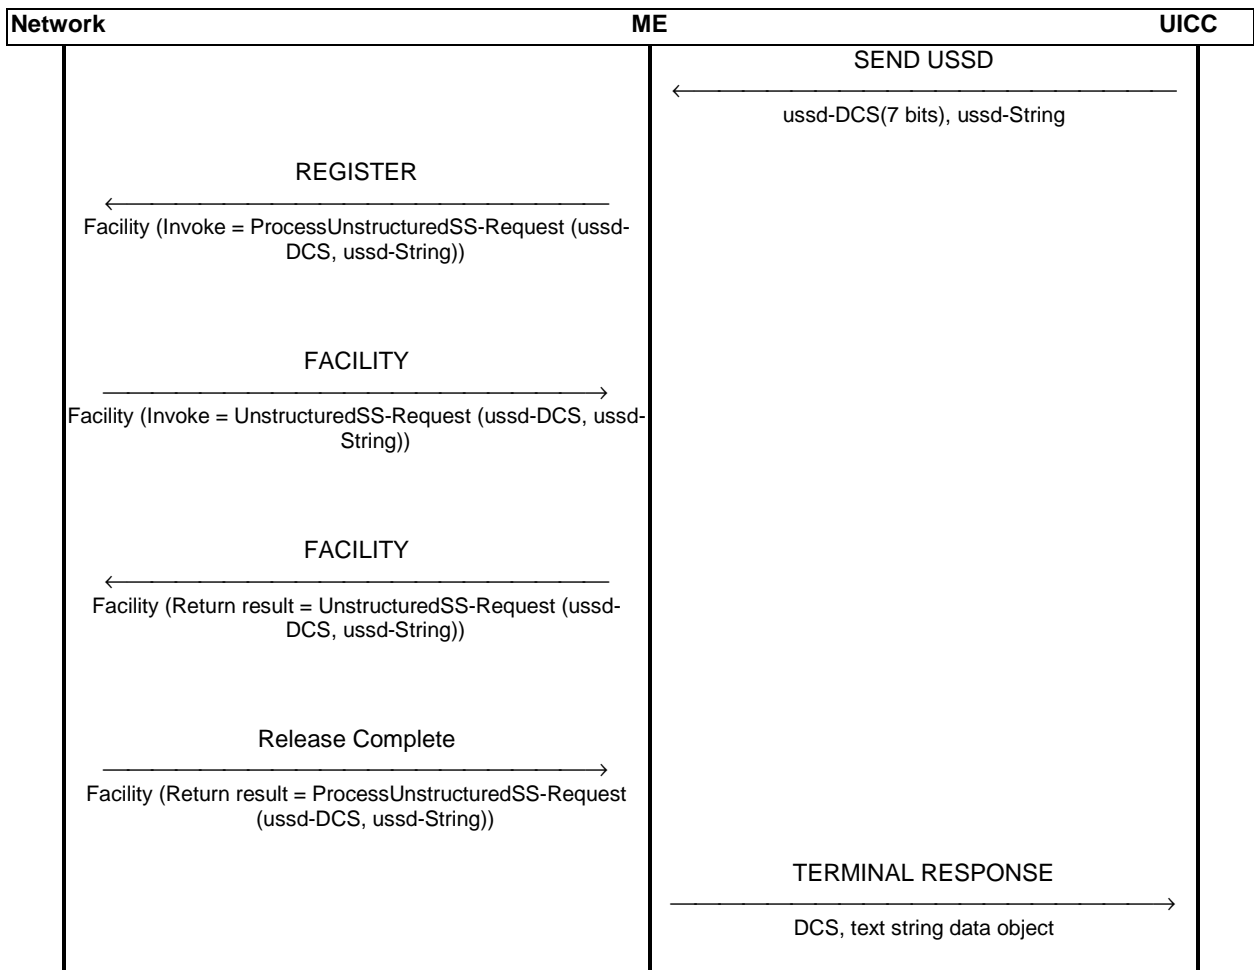 Network ME UICC
SEND USSD
ussd-DCS(7 bits), ussd-String
REGISTER
Facility (Invoke = ProcessUnstructuredSS-Request (ussd-
DCS, ussd-String))
FACILITY
Facility (Invoke = UnstructuredSS-Request (ussd-DCS, ussd-
String))
FACILITY
Facility (Return result = UnstructuredSS-Request (ussd-
DCS, ussd-String))
Release Complete
Facility (Return result = ProcessUnstructuredSS-Request
(ussd-DCS, ussd-String))
TERMINAL RESPONSE
DCS, text string data object